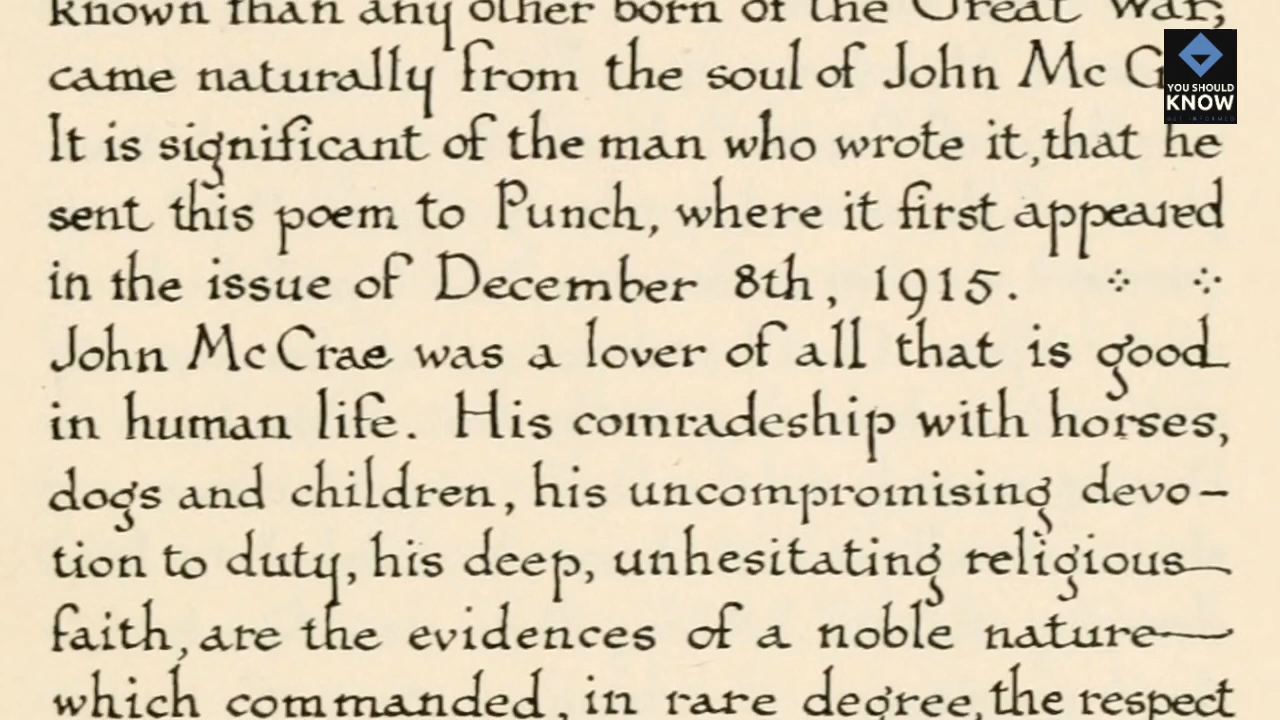 known than any other born of the Great War,
came naturally from the soul of John Mc
It is significant of the man who wrote it, that he
sent this poem to Punch, where it first appeared
in the issue of December 8th, 1915.
John McCrae was a lover of all that is good
in human life. His comradeship with horses,
dogs and children, his uncompromising devo-
tion to duty, his deep, unhesitating religious
faith, are the evidences of a noble nature
which commanded, in rare degree, the respect
YOU SHOULD
KNOW
GET INFORMED